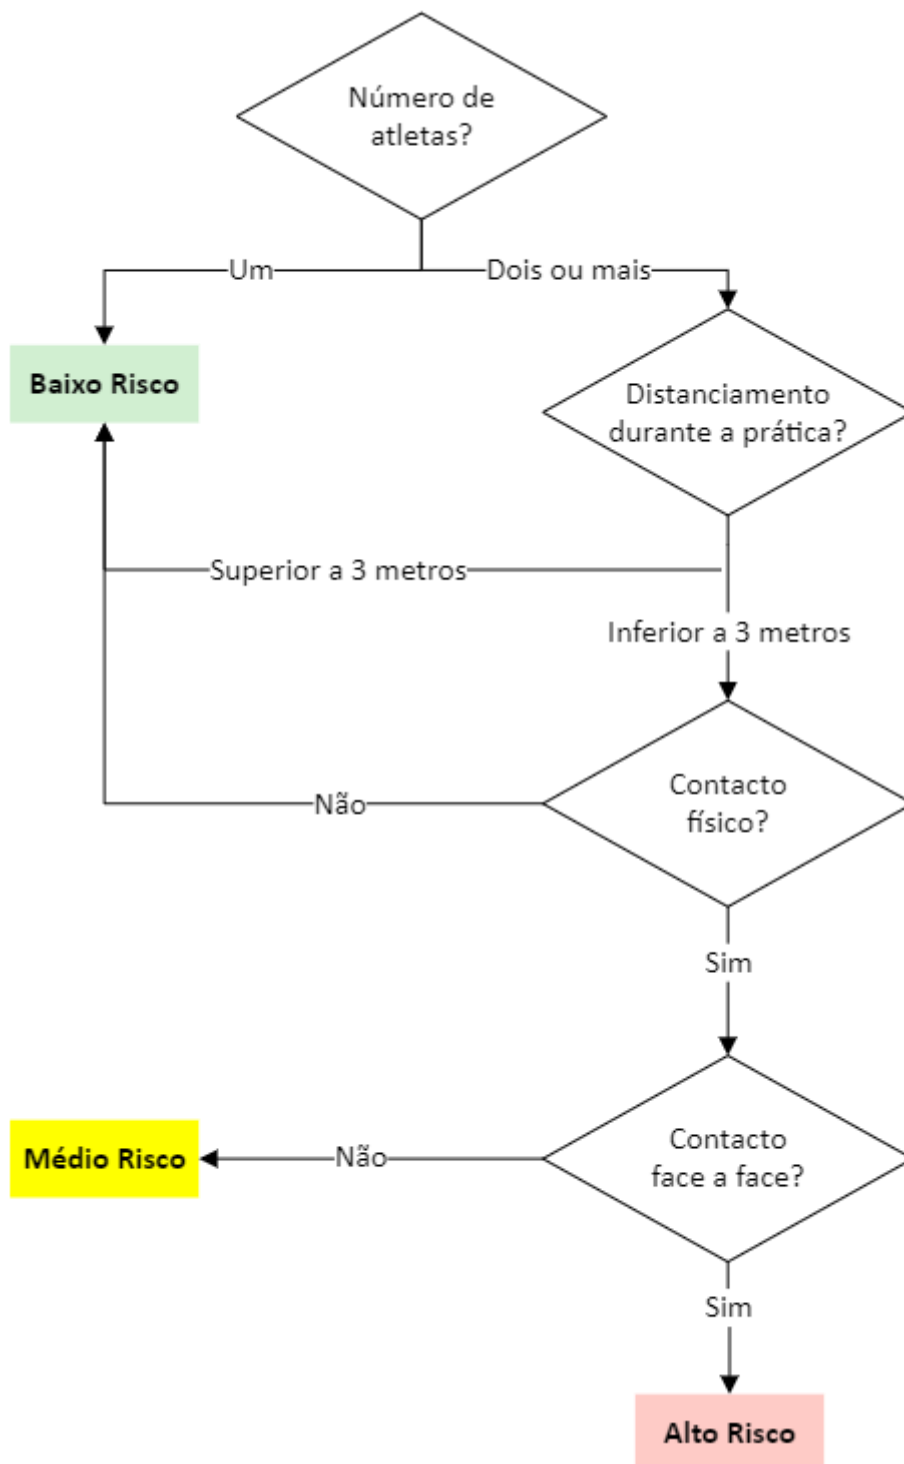 Número de
atletas?
Um
Dois ou mais
Baixo Risco
Distanciamento
durante a prática?
Superior a 3 metros
Inferior a 3 metros
Contacto
físico?
Não
Sim
Contacto
face a face?
Médio Risco
Não
Sim
Alto Risco